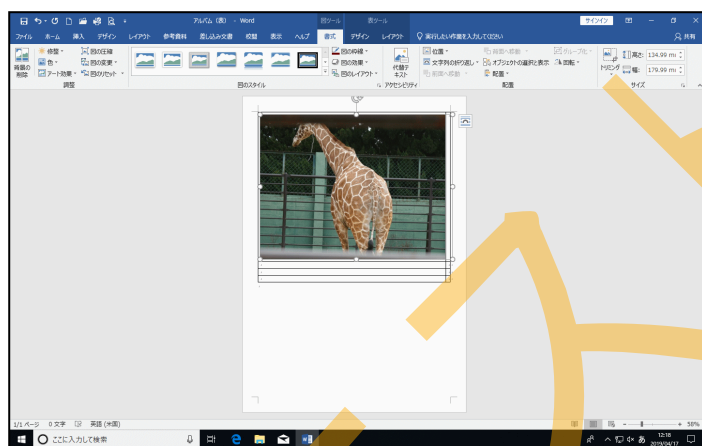 アルバム (表) - Word
図ツール
表ツール
サインイン
ファイル ホーム 挿入 デザイン レイアウト 参考資料 差し込み文書 校閲 表示 ヘルプ 書式 デザイン レイアウト 実行したい作業を入力してください 共有
背景の
削除
修整
色
アート効果
図の圧縮
図の変更
図のリセット
図の枠線
図の効果
図のレイアウト
代替テ
キスト
位置
文字列の折り返し
前面へ移動
背面へ移動
オブジェクトの選択と表示
配置
グループ化
回転
トリミング
高さ: 134.99 mm
幅: 179.99 mm
調整 図のスタイル アクセシビリティ 配置 サイズ
1/1 ページ 0 文字 英語 (米国) 58%
ここに入力して検索
12:16
2019/04/17